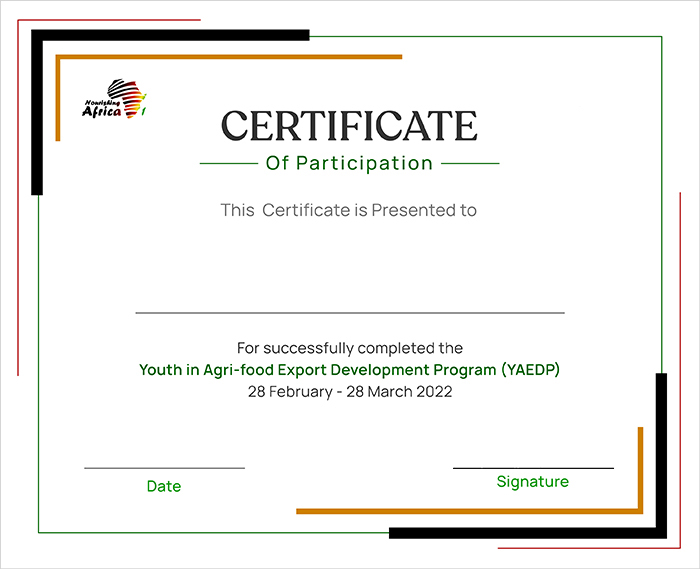 Nourishing
Africa
CERTIFICATE
Of Participation
This Certificate is Presented to
For successfully completed the
Youth in Agri-food Export Development Program (YAEDP)
28 February - 28 March 2022
Date
Signature